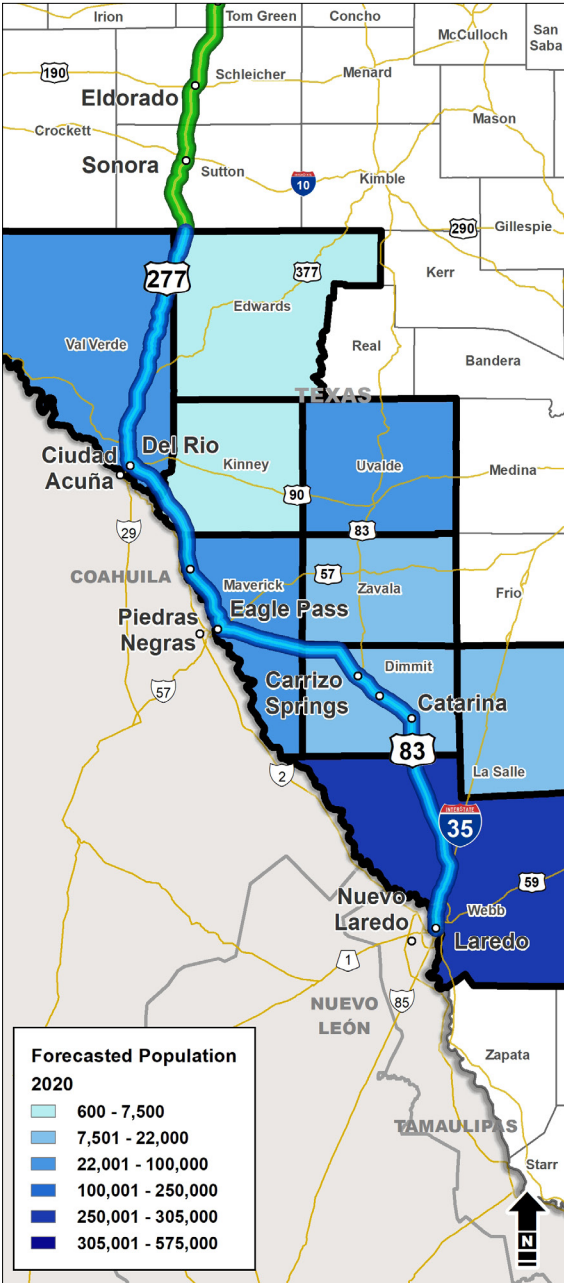 Irion
Tom Green
Concho
McCulloch
San
Saba
190
Schleicher
Menard
Eldorado
Mason
Crockett
Sonora
Sutton
INTERSTATE
10
Kimble
290
Gillespie
277
377
Kerr
Edwards
Val Verde
Real
Bandera
TEXAS
Del Rio
Ciudad
Acuña
Kinney
Uvalde
Medina
90
83
29
COAHUILA
Maverick
57
Zavala
Frio
Eagle Pass
Piedras
Negras
Dimmit
Carrizo
Springs
57
Catarina
83
2
La Salle
INTERSTATE
35
59
Nuevo
Laredo
Webb
Laredo
1
NUEVO
LEÓN
85
Zapata
TAMAULIPAS
Starr
N
Forecasted Population
2020
600 - 7,500
7,501 - 22,000
22,001 - 100,000
100,001 - 250,000
250,001 - 305,000
305,001 - 575,000